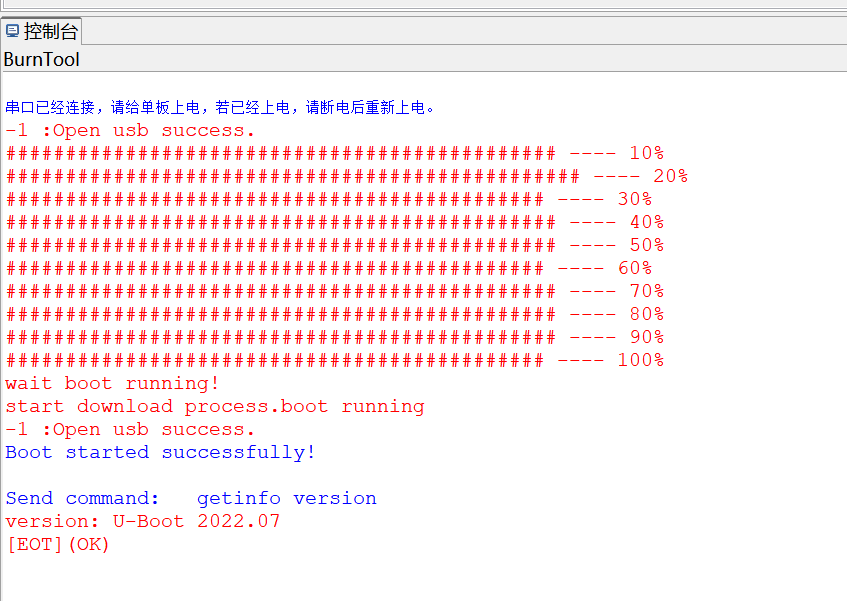 控制台
BurnTool
串口已经连接，请给单板上电，若已经上电，请断电后重新上电。
-1 :Open usb success.
############################################## ---- 10%
################################################ ---- 20%
############################################# ---- 30%
############################################## ---- 40%
############################################## ---- 50%
############################################# ---- 60%
############################################## ---- 70%
############################################## ---- 80%
############################################## ---- 90%
############################################# ---- 100%
wait boot running!
start download process.boot running
-1 :Open usb success.
Boot started successfully!
Send command:   getinfo version
version: U-Boot 2022.07
[EOT](OK)